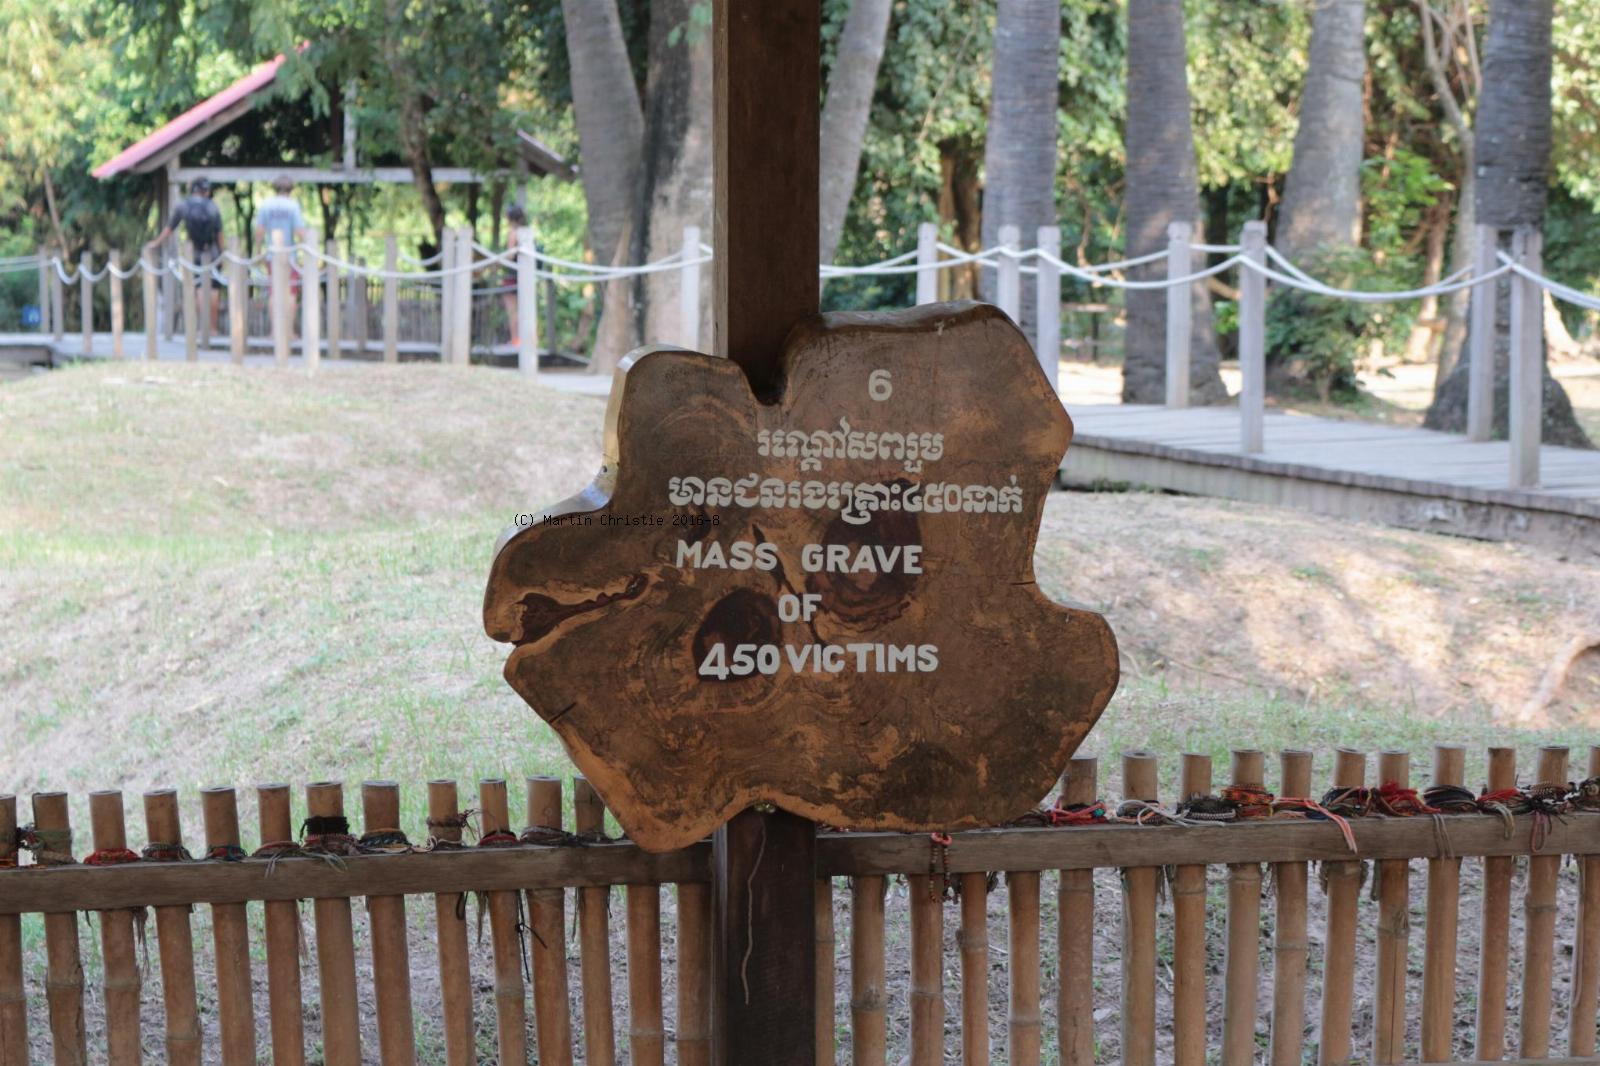 6
រណ្តៅសពរួម
មានជនរងគ្រោះ៤៥០នាក់
(C) Martin Christie 2016-8
MASS GRAVE
OF
450 VICTIMS